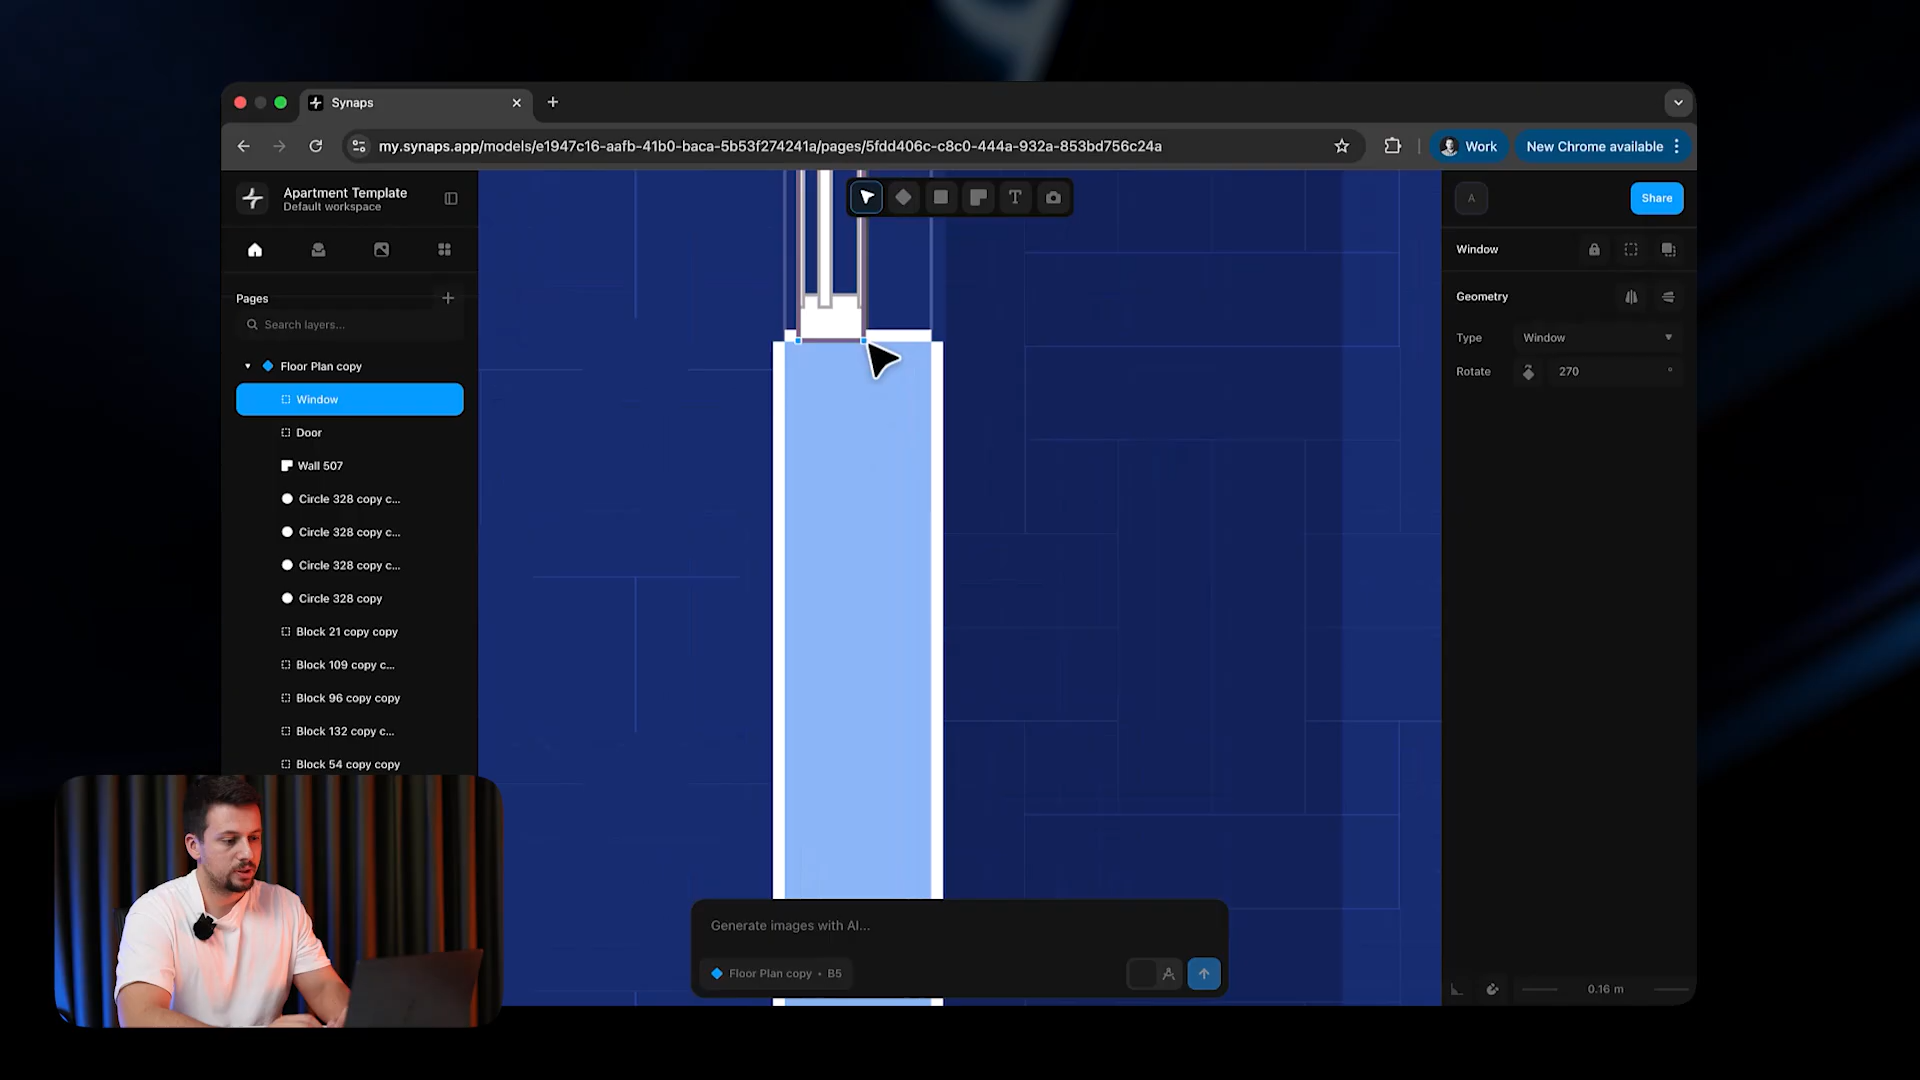 Synaps
my.synaps.app/models/e1947c16-aafb-41b0-baca-5b53f274241a/pages/5fdd406c-c8c0-444a-932a-853bd756c24a
Work
New Chrome available
Apartment Template
Default workspace
T
A
Share
Window
Pages
Search layers...
Geometry
Type
Window
Rotate
270
°
Floor Plan copy
Window
Door
Wall 507
Circle 328 copy c...
Circle 328 copy c...
Circle 328 copy c...
Circle 328 copy
Block 21 copy copy
Block 109 copy c...
Block 96 copy copy
Block 132 copy c...
Block 54 copy copy
Generate images with AI...
Floor Plan copy • B5
0.16 m